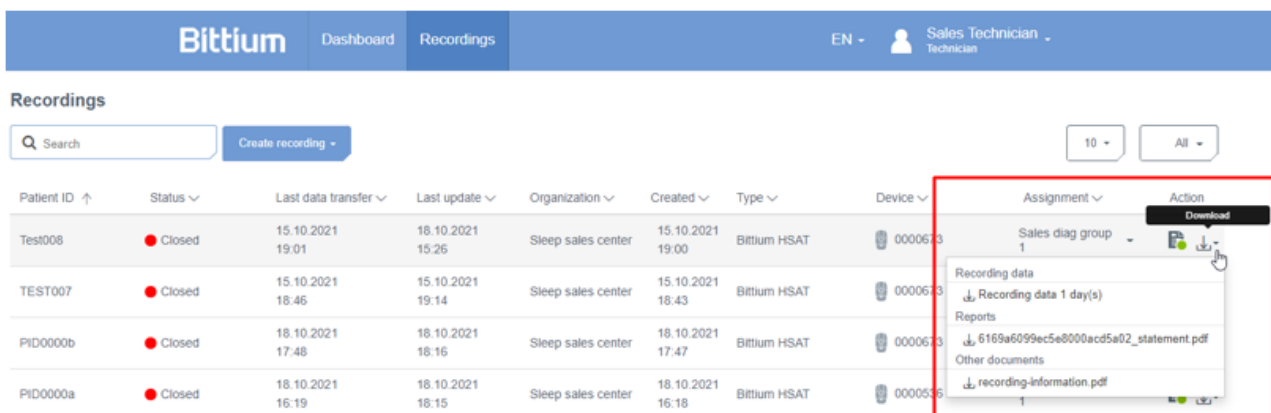 Bittium Dashboard Recordings EN Sales Technician
Technician
Recordings
Search Create recording 10 All
Patient ID Status Last data transfer Last update Organization Created Type Device Assignment Action
Download
Test008 Closed 15.10.2021 19:01 18.10.2021 15:26 Sleep sales center 15.10.2021 19:00 Bittium HSAT 0000673 Sales diag group 1
TEST007 Closed 15.10.2021 18:46 15.10.2021 19:14 Sleep sales center 15.10.2021 18:43 Bittium HSAT 0000673
PID0000b Closed 18.10.2021 17:48 18.10.2021 18:16 Sleep sales center 18.10.2021 17:47 Bittium HSAT 0000673
PID0000a Closed 18.10.2021 16:19 18.10.2021 18:15 Sleep sales center 18.10.2021 16:18 Bittium HSAT 0000536 1
Recording data
Recording data 1 day(s)
Reports
6169a6099ec5e8000acd5a02_statement.pdf
Other documents
recording-information.pdf